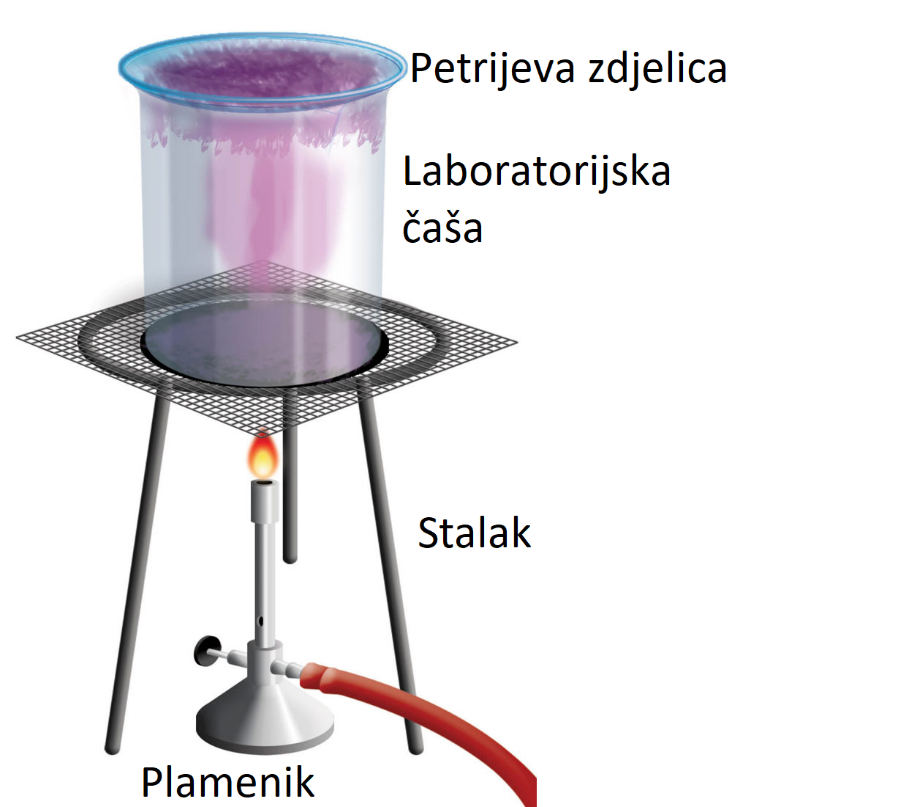 Petrijeva zdjelica
Laboratorijska
čaša
Stalak
Plamenik